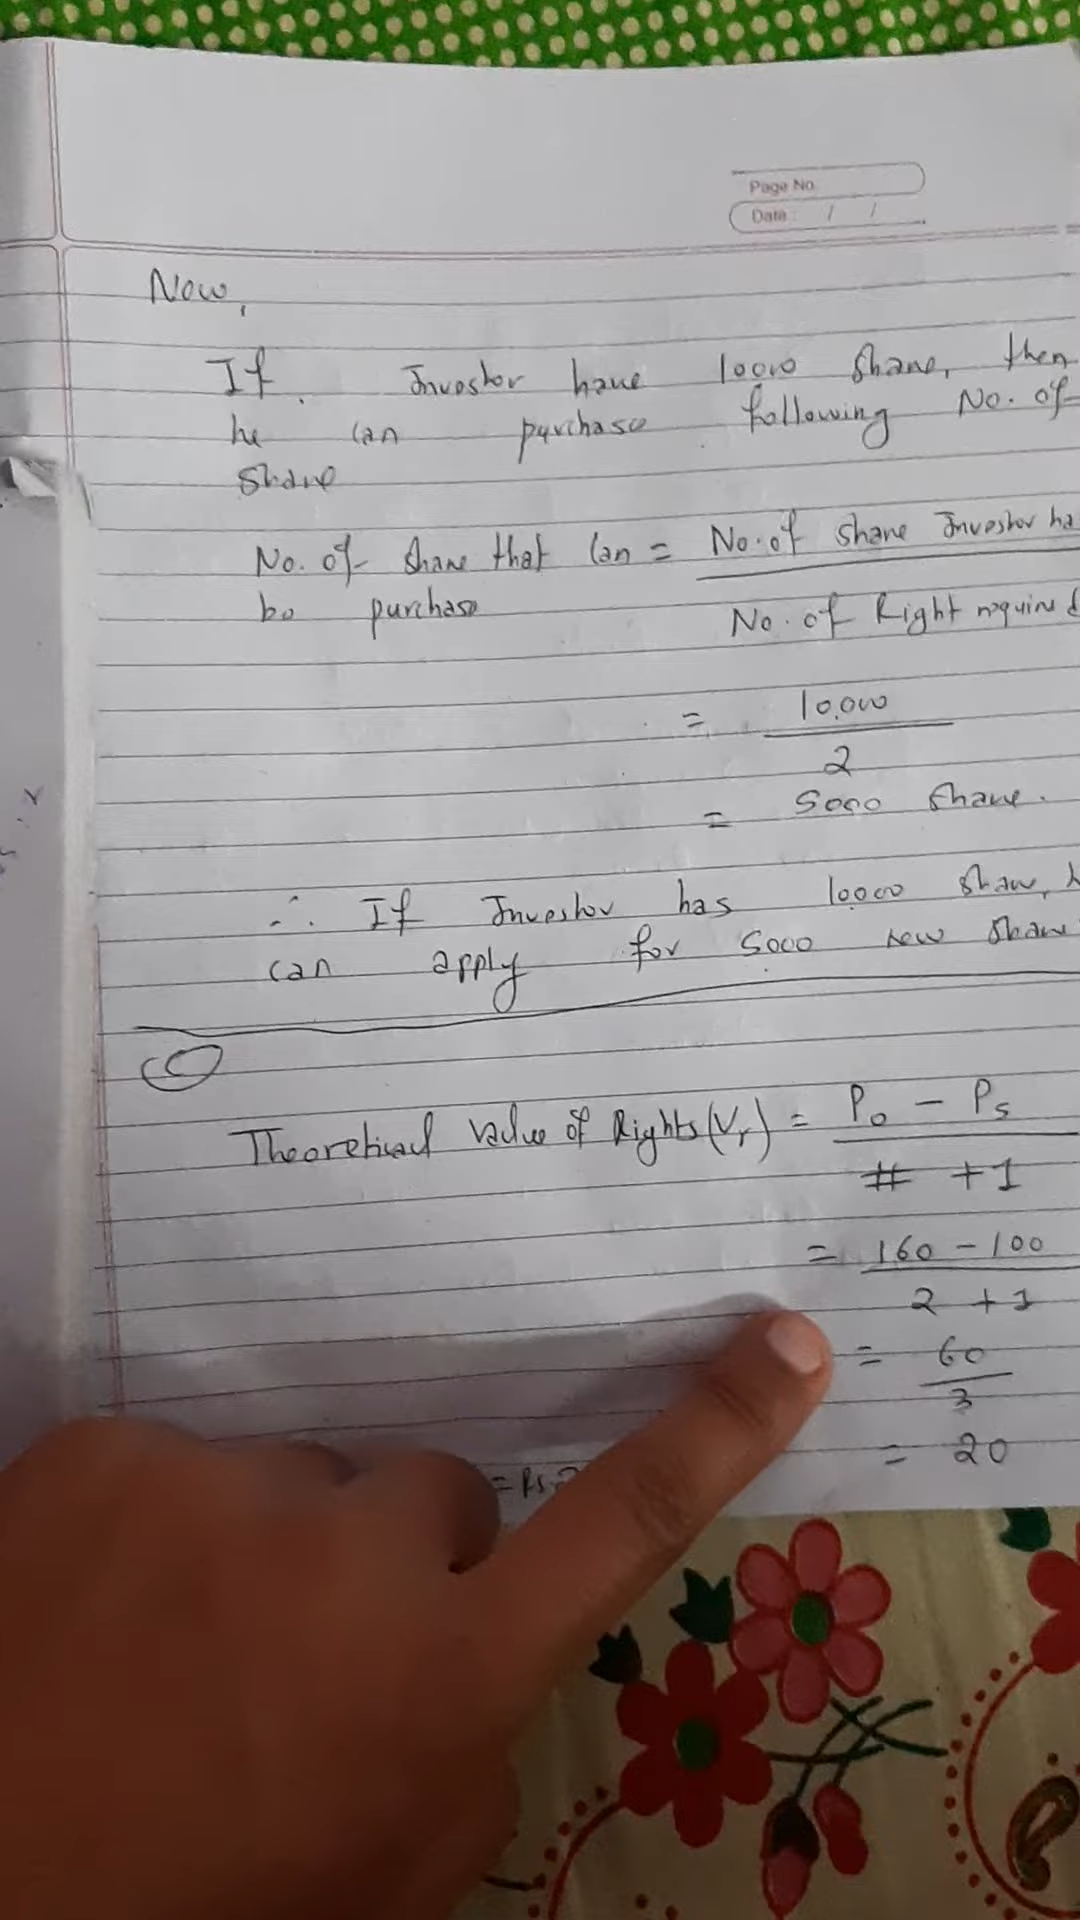 Page No.
Date: / /
Now,
If Investor have 10000 share, then
he can purchase following No. of
share
No. of share that can = No. of share Investor ha
be purchase No. of Right required
= 10,000
2
= 5000 share.
∴ If Investor has 10000 share, h
can apply for 5000 new share
(C)
Theoretical value of Rights (Vr) = Po - Ps
# + 1
= 160 - 100
2 + 1
= 60
3
= 20
= Rs.